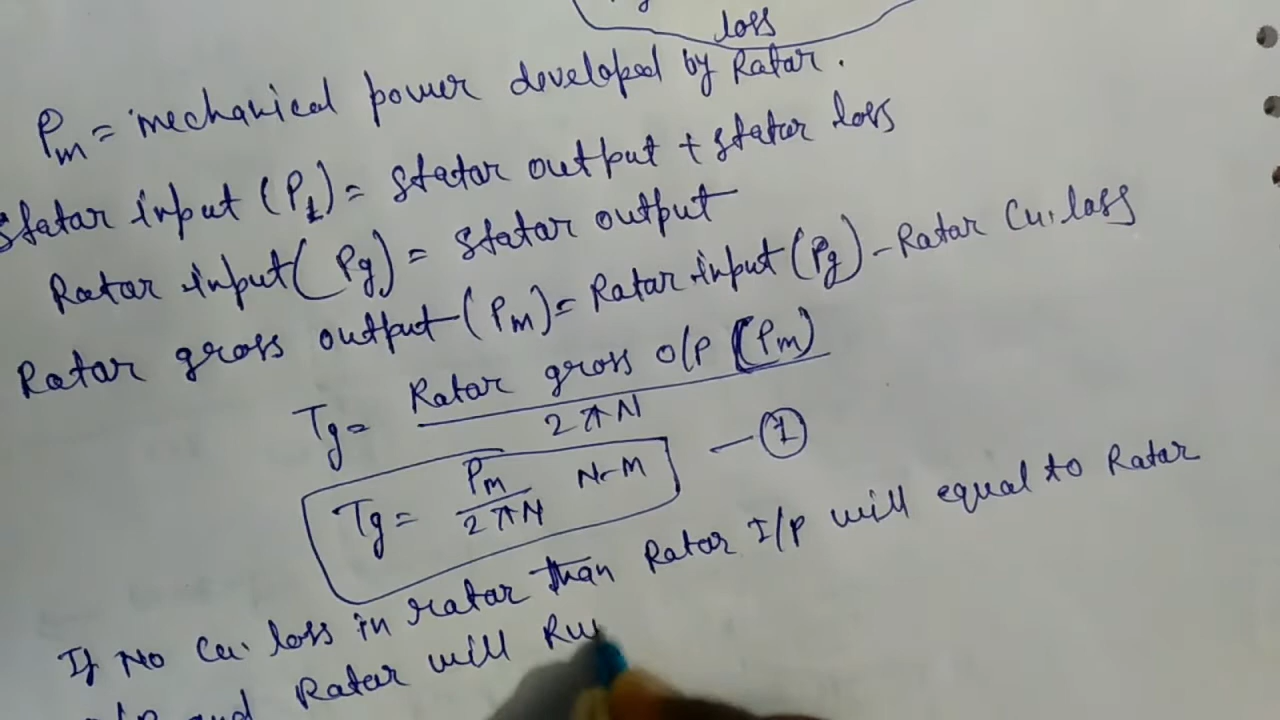 loss
Pm = mechanical power developed by Rotor.
Stator input (P1) = Stator output + Stator loss
Rotor input (Pg) = Stator output
Rotor gross output (Pm) = Rotor input (Pg) - Rotor Cu. loss
Tg = Rotor gross o/p (Pm)
2πN
Tg = Pm N-M — 1
2πN
If No Cu. loss in rotor than Rotor I/P will equal to Rotor
and Rotor will Ru